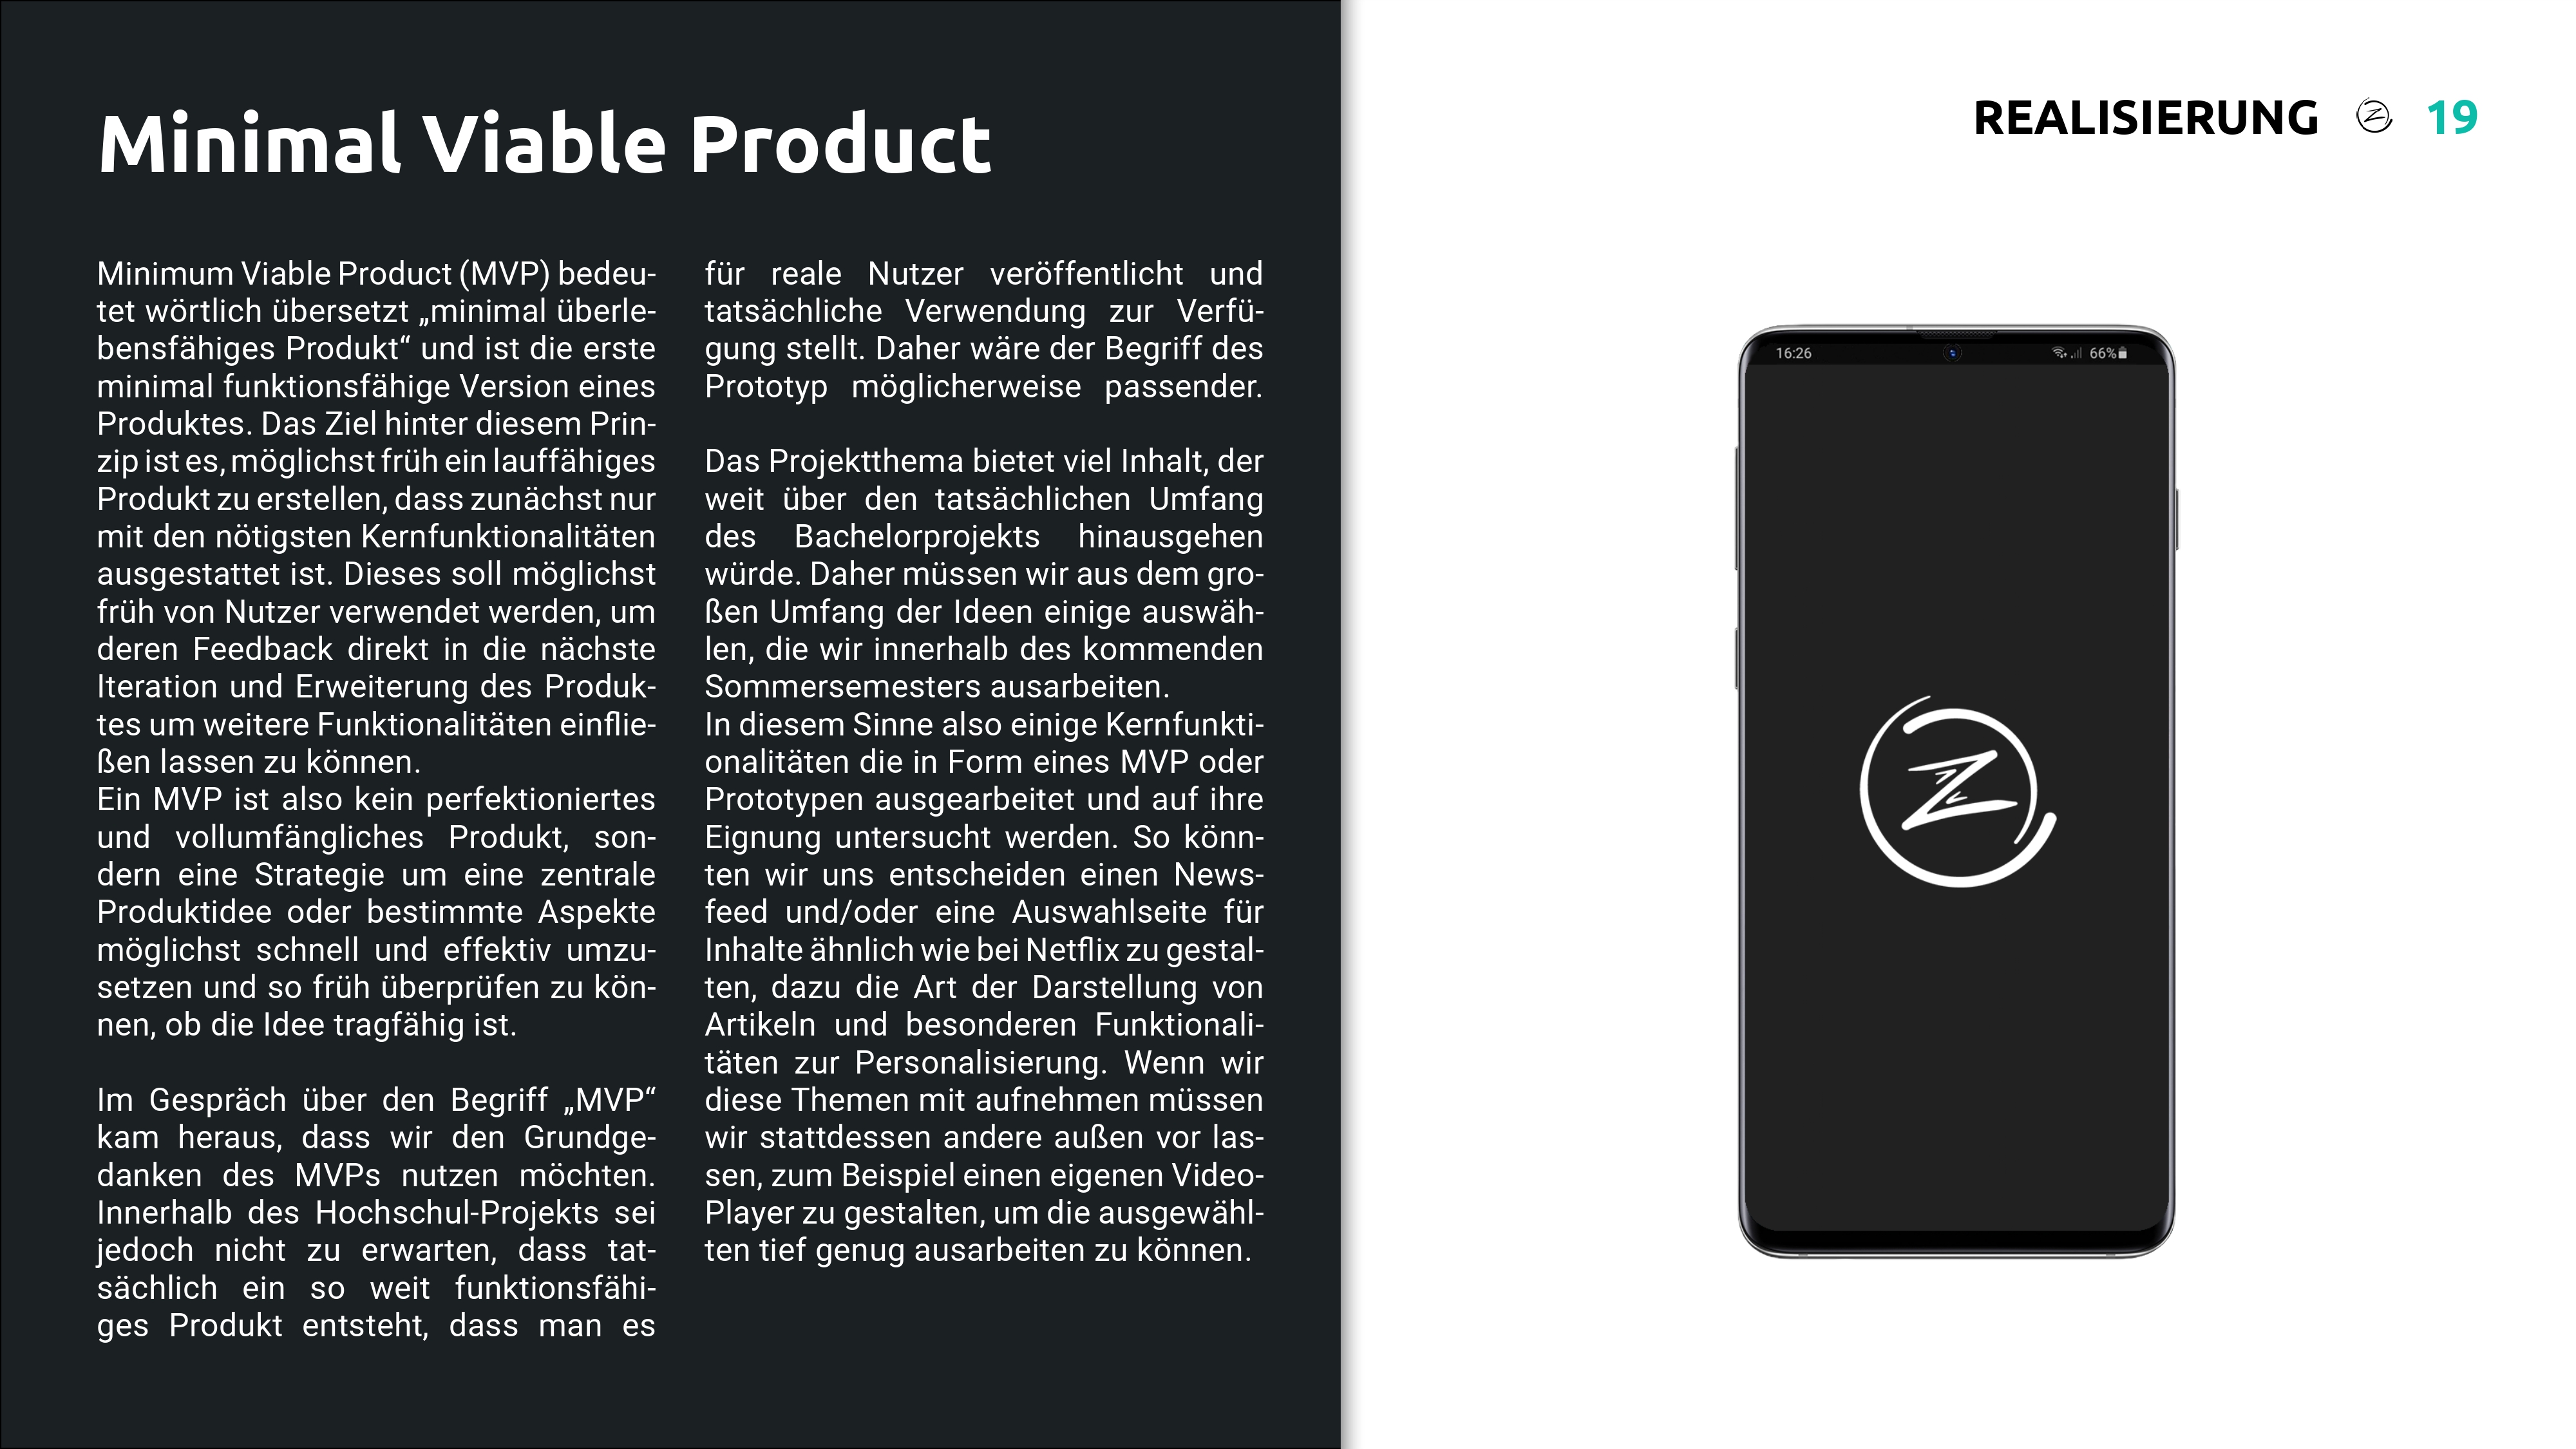 Minimal Viable Product
Minimum Viable Product (MVP) bedeu-
tet wörtlich übersetzt „minimal überle-
bensfähiges Produkt“ und ist die erste
minimal funktionsfähige Version eines
Produktes. Das Ziel hinter diesem Prin-
zip ist es, möglichst früh ein lauffähiges
Produkt zu erstellen, dass zunächst nur
mit den nötigsten Kernfunktionalitäten
ausgestattet ist. Dieses soll möglichst
früh von Nutzer verwendet werden, um
deren Feedback direkt in die nächste
Iteration und Erweiterung des Produk-
tes um weitere Funktionalitäten einflie-
ßen lassen zu können.
Ein MVP ist also kein perfektioniertes
und vollumfängliches Produkt, son-
dern eine Strategie um eine zentrale
Produktidee oder bestimmte Aspekte
möglichst schnell und effektiv umzu-
setzen und so früh überprüfen zu kön-
nen, ob die Idee tragfähig ist.
Im Gespräch über den Begriff „MVP“
kam heraus, dass wir den Grundge-
danken des MVPs nutzen möchten.
Innerhalb des Hochschul-Projekts sei
jedoch nicht zu erwarten, dass tat-
sächlich ein so weit funktionsfähi-
ges Produkt entsteht, dass man es
für reale Nutzer veröffentlicht und
tatsächliche Verwendung zur Verfü-
gung stellt. Daher wäre der Begriff des
Prototyp möglicherweise passender.
Das Projektthema bietet viel Inhalt, der
weit über den tatsächlichen Umfang
des Bachelorprojekts hinausgehen
würde. Daher müssen wir aus dem gro-
ßen Umfang der Ideen einige auswäh-
len, die wir innerhalb des kommenden
Sommersemesters ausarbeiten.
In diesem Sinne also einige Kernfunkti-
onalitäten die in Form eines MVP oder
Prototypen ausgearbeitet und auf ihre
Eignung untersucht werden. So könn-
ten wir uns entscheiden einen News-
feed und/oder eine Auswahlseite für
Inhalte ähnlich wie bei Netflix zu gestal-
ten, dazu die Art der Darstellung von
Artikeln und besonderen Funktionali-
täten zur Personalisierung. Wenn wir
diese Themen mit aufnehmen müssen
wir stattdessen andere außen vor las-
sen, zum Beispiel einen eigenen Video-
Player zu gestalten, um die ausgewähl-
ten tief genug ausarbeiten zu können.
REALISIERUNG Z 19
16:26 66%
Z